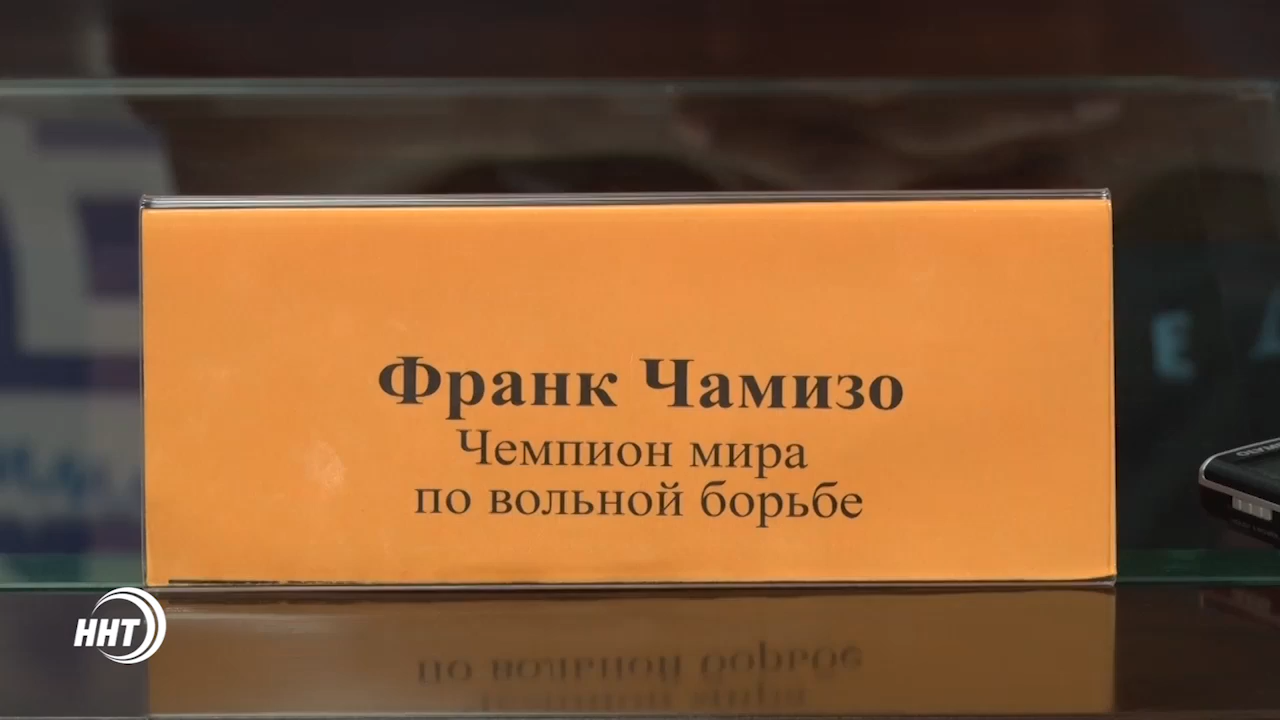 Франк Чамизо
Чемпион мира
по вольной борьбе
ННТ